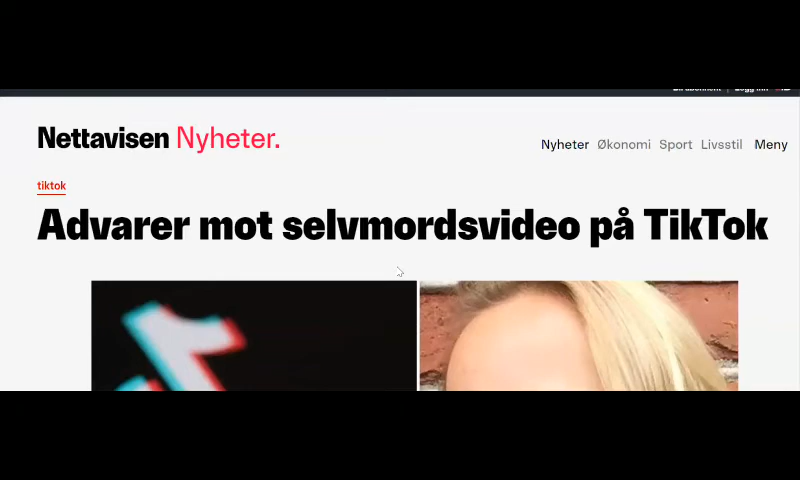 Nettavisen Nyheter.
Nyheter Økonomi Sport Livsstil Meny
tiktok
Advarer mot selvmordsvideo på TikTok